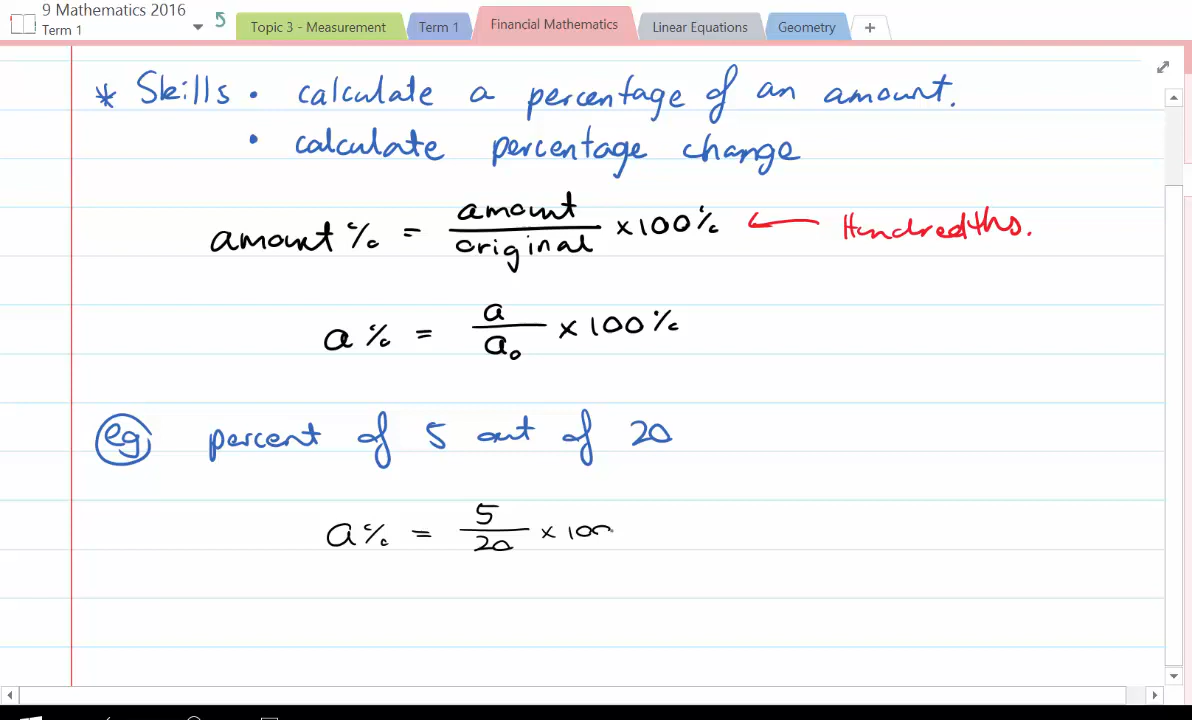 9 Mathematics 2016
Term 1
Topic 3 - Measurement Term 1 Financial Mathematics Linear Equations Geometry +
* Skills • calculate a percentage of an amount.
• calculate percentage change
amount % = amount/original × 100% ← Hundredths.
a % = a/a₀ × 100%
eg percent of 5 out of 20
a% = 5/20 × 100